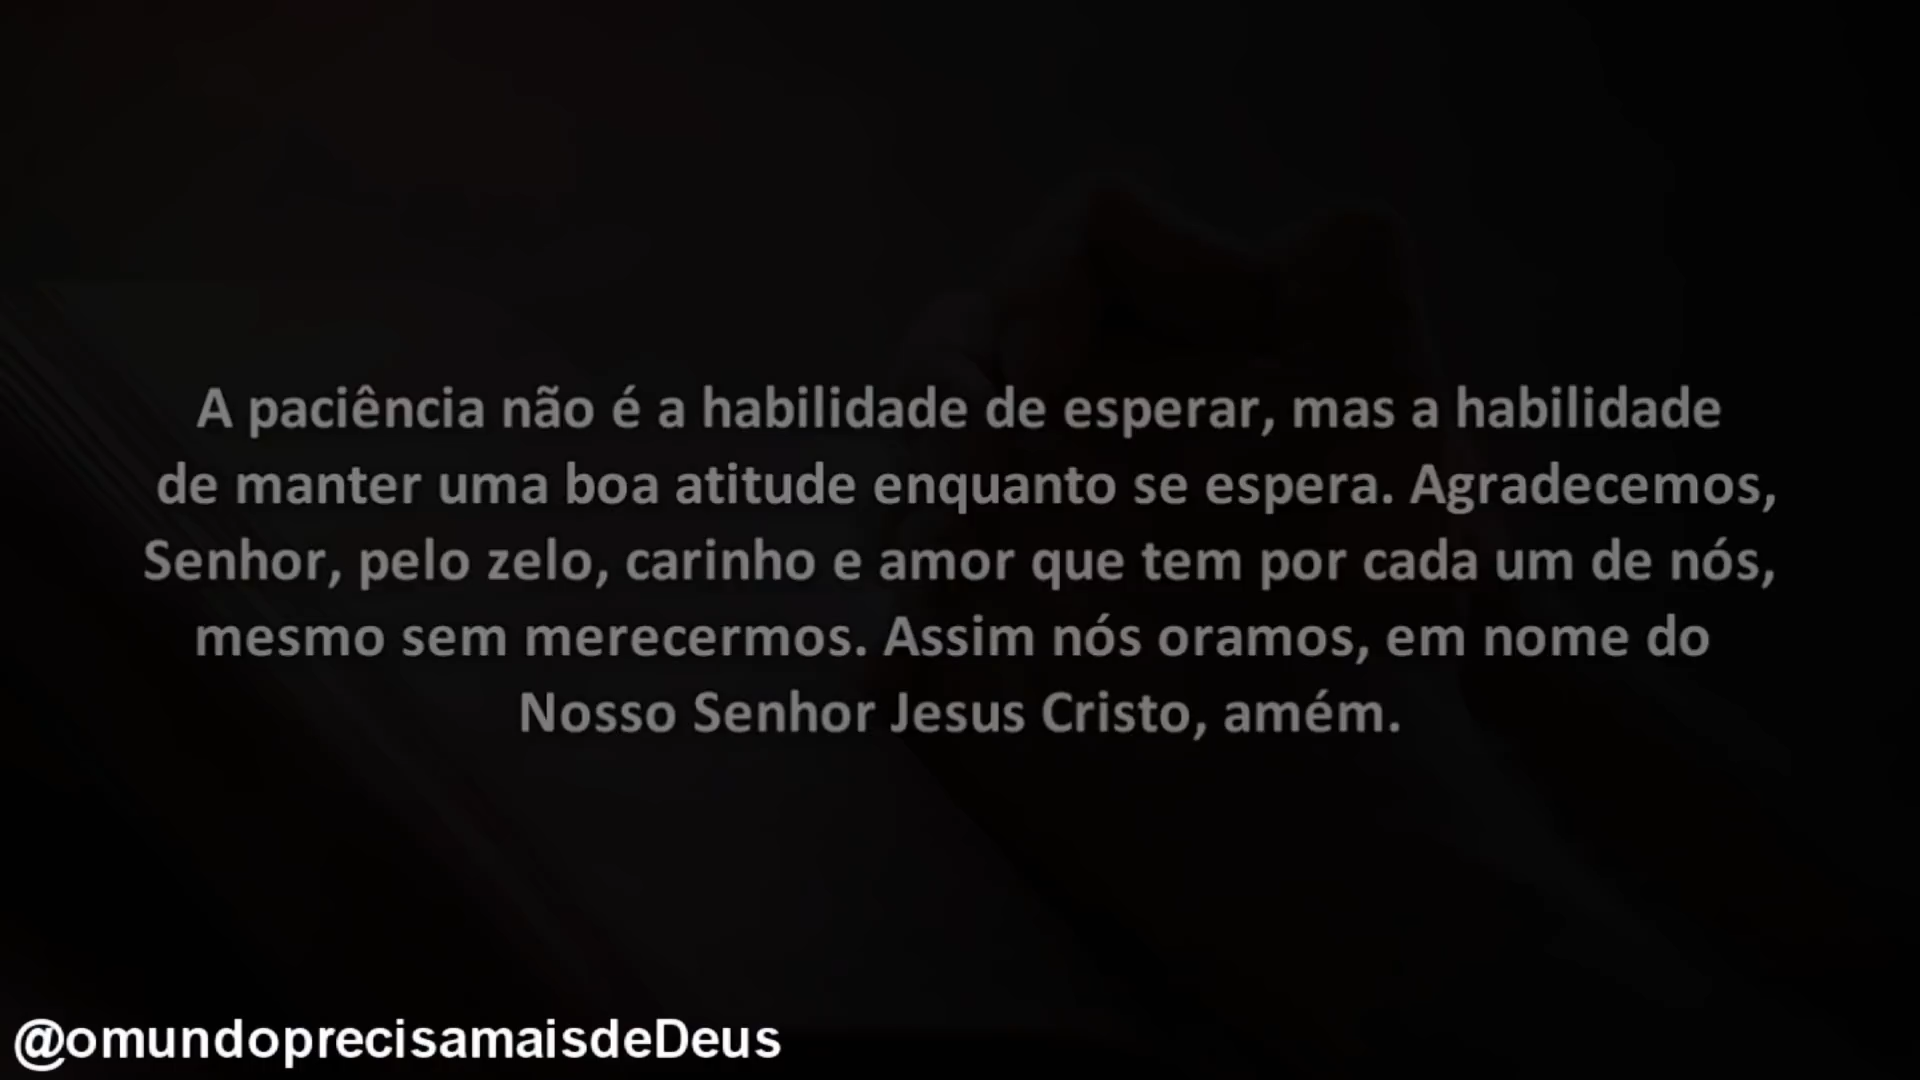 A paciência não é a habilidade de esperar, mas a habilidade
de manter uma boa atitude enquanto se espera. Agradecemos,
Senhor, pelo zelo, carinho e amor que tem por cada um de nós,
mesmo sem merecermos. Assim nós oramos, em nome do
Nosso Senhor Jesus Cristo, amém.
@omundoprecisamaisdeDeus